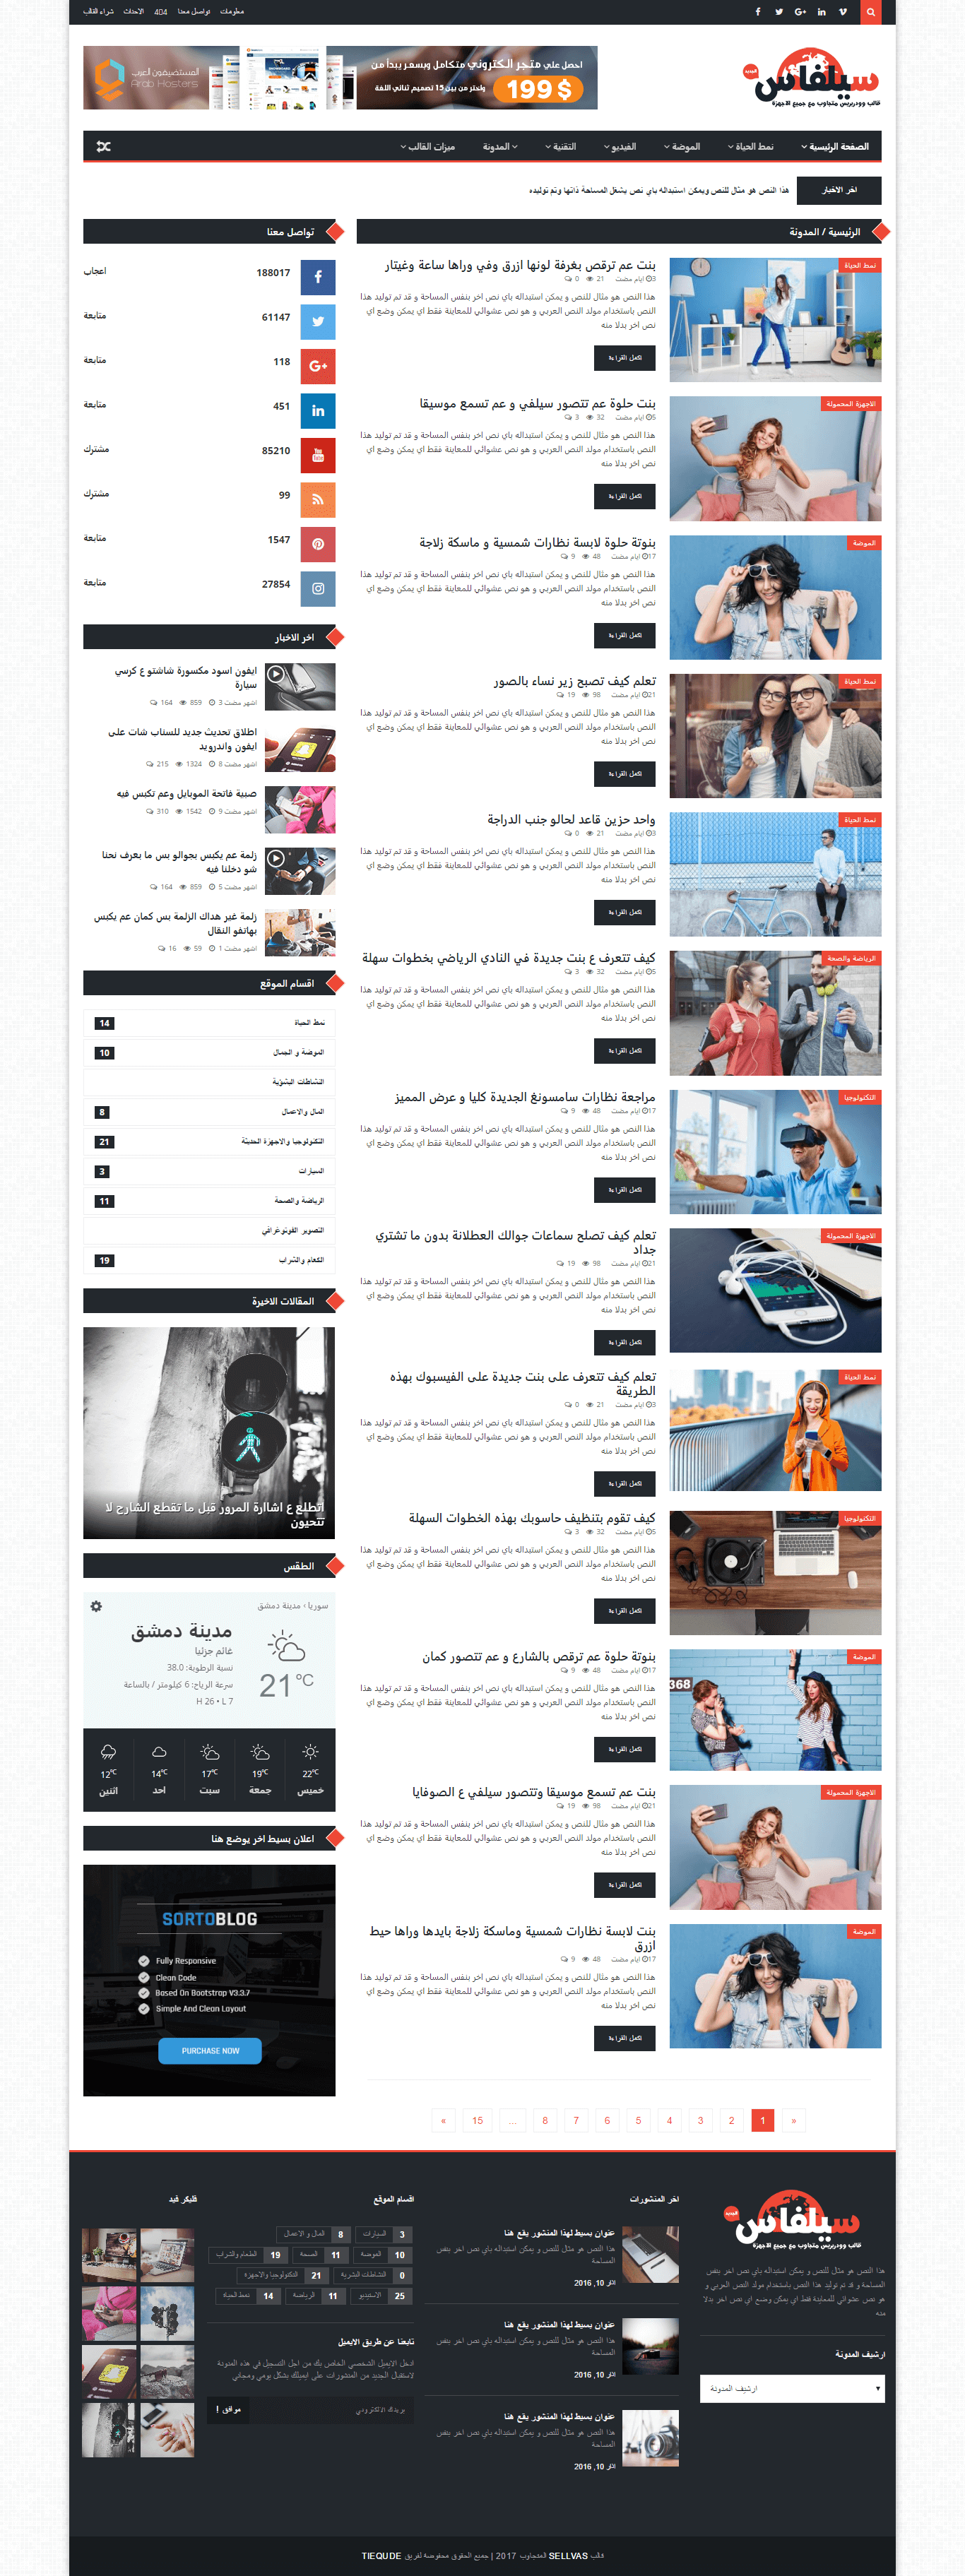 معلومات
تواصل معنا
404
الاحداث
شراء القالب
سيلفاس
الجديد
قالب ووردبريس متجاوب مع جميع الاجهزة
احصل علي متجر الكتروني متكامل وبسعر يبدأ من
199 $
واختر من بين 15 تصميم ثنائي اللغة
المستضيفون العرب
Arab Hosters
الصفحة الرئيسية
نمط الحياة
الموضة
الفيديو
التقنية
المدونة
ميزات القالب
اخر الاخبار
هذا النص هو مثال للنص ويمكن استبداله باي نص يشغل المساحة ذاتها وتم توليده
الرئيسية / المدونة
نمط الحياة
بنت عم ترقص بغرفة لونها ازرق وفي وراها ساعة وغيتار
3 ايام مضت 21 0
هذا النص هو مثال للنص و يمكن استبداله باي نص اخر بنفس المساحة و قد تم توليد هذا
النص باستخدام مولد النص العربي و هو نص عشوائي للمعاينة فقط اي يمكن وضع اي
نص اخر بدلا منه
اكمل القراءة
الاجهزة المحمولة
بنت حلوة عم تتصور سيلفي و عم تسمع موسيقا
5 ايام مضت 32 3
هذا النص هو مثال للنص و يمكن استبداله باي نص اخر بنفس المساحة و قد تم توليد هذا
النص باستخدام مولد النص العربي و هو نص عشوائي للمعاينة فقط اي يمكن وضع اي
نص اخر بدلا منه
اكمل القراءة
الموضة
بنوتة حلوة لابسة نظارات شمسية و ماسكة زلاجة
17 ايام مضت 48 9
هذا النص هو مثال للنص و يمكن استبداله باي نص اخر بنفس المساحة و قد تم توليد هذا
النص باستخدام مولد النص العربي و هو نص عشوائي للمعاينة فقط اي يمكن وضع اي
نص اخر بدلا منه
اكمل القراءة
نمط الحياة
تعلم كيف تصبح زير نساء بالصور
21 ايام مضت 98 19
هذا النص هو مثال للنص و يمكن استبداله باي نص اخر بنفس المساحة و قد تم توليد هذا
النص باستخدام مولد النص العربي و هو نص عشوائي للمعاينة فقط اي يمكن وضع اي
نص اخر بدلا منه
اكمل القراءة
نمط الحياة
واحد حزين قاعد لحالو جنب الدراجة
3 ايام مضت 21 0
هذا النص هو مثال للنص و يمكن استبداله باي نص اخر بنفس المساحة و قد تم توليد هذا
النص باستخدام مولد النص العربي و هو نص عشوائي للمعاينة فقط اي يمكن وضع اي
نص اخر بدلا منه
اكمل القراءة
الرياضة والصحة
كيف تتعرف ع بنت جديدة في النادي الرياضي بخطوات سهلة
5 ايام مضت 32 3
هذا النص هو مثال للنص و يمكن استبداله باي نص اخر بنفس المساحة و قد تم توليد هذا
النص باستخدام مولد النص العربي و هو نص عشوائي للمعاينة فقط اي يمكن وضع اي
نص اخر بدلا منه
اكمل القراءة
التكنولوجيا
مراجعة نظارات سامسونغ الجديدة كليا و عرض المميز
17 ايام مضت 48 9
هذا النص هو مثال للنص و يمكن استبداله باي نص اخر بنفس المساحة و قد تم توليد هذا
النص باستخدام مولد النص العربي و هو نص عشوائي للمعاينة فقط اي يمكن وضع اي
نص اخر بدلا منه
اكمل القراءة
الاجهزة المحمولة
تعلم كيف تصلح سماعات جوالك العطلانة بدون ما تشتري
جداد
21 ايام مضت 98 19
هذا النص هو مثال للنص و يمكن استبداله باي نص اخر بنفس المساحة و قد تم توليد هذا
النص باستخدام مولد النص العربي و هو نص عشوائي للمعاينة فقط اي يمكن وضع اي
نص اخر بدلا منه
اكمل القراءة
نمط الحياة
تعلم كيف تتعرف على بنت جديدة على الفيسبوك بهذه
الطريقة
3 ايام مضت 21 0
هذا النص هو مثال للنص و يمكن استبداله باي نص اخر بنفس المساحة و قد تم توليد هذا
النص باستخدام مولد النص العربي و هو نص عشوائي للمعاينة فقط اي يمكن وضع اي
نص اخر بدلا منه
اكمل القراءة
التكنولوجيا
كيف تقوم بتنظيف حاسوبك بهذه الخطوات السهلة
5 ايام مضت 32 3
هذا النص هو مثال للنص و يمكن استبداله باي نص اخر بنفس المساحة و قد تم توليد هذا
النص باستخدام مولد النص العربي و هو نص عشوائي للمعاينة فقط اي يمكن وضع اي
نص اخر بدلا منه
اكمل القراءة
الموضة
368
بنوتة حلوة عم ترقص بالشارع و عم تتصور كمان
17 ايام مضت 48 9
هذا النص هو مثال للنص و يمكن استبداله باي نص اخر بنفس المساحة و قد تم توليد هذا
النص باستخدام مولد النص العربي و هو نص عشوائي للمعاينة فقط اي يمكن وضع اي
نص اخر بدلا منه
اكمل القراءة
الاجهزة المحمولة
بنت عم تسمع موسيقا وتتصور سيلفي ع الصوفايا
21 ايام مضت 98 19
هذا النص هو مثال للنص و يمكن استبداله باي نص اخر بنفس المساحة و قد تم توليد هذا
النص باستخدام مولد النص العربي و هو نص عشوائي للمعاينة فقط اي يمكن وضع اي
نص اخر بدلا منه
اكمل القراءة
الموضة
بنت لابسة نظارات شمسية وماسكة زلاجة بايدها وراها حيط
ازرق
17 ايام مضت 48 9
هذا النص هو مثال للنص و يمكن استبداله باي نص اخر بنفس المساحة و قد تم توليد هذا
النص باستخدام مولد النص العربي و هو نص عشوائي للمعاينة فقط اي يمكن وضع اي
نص اخر بدلا منه
اكمل القراءة
« 1 2 3 4 5 6 7 8 ... 15 »
تواصل معنا
188017 اعجاب
61147 متابعة
118 متابعة
451 متابعة
85210 مشترك
99 مشترك
1547 متابعة
27854 متابعة
اخر الاخبار
ايفون اسود مكسورة شاشتو ع كرسي
سيارة
3 اشهر مضت 859 164
اطلاق تحديث جديد للسناب شات على
ايفون واندرويد
8 اشهر مضت 1324 215
صبية فاتحة الموبايل وعم تكبس فيه
9 اشهر مضت 1542 310
زلمة عم يكبس بجوالو بس ما بعرف نحنا
شو دخلنا فيه
5 اشهر مضت 859 164
زلمة غير هداك الزلمة بس كمان عم يكبس
بهاتفو النقال
1 اشهر مضت 59 16
اقسام الموقع
نمط الحياة 14
الموضة و الجمال 10
النشاطات البشرية
المال والاعمال 8
التكنولوجيا والاجهزة الحديثة 21
السيارات 3
الرياضة والصحة 11
التصوير الفوتوغرافي
الطعام والشراب 19
المقالات الاخيرة
اتطلع ع اشاارة المرور قبل ما تقطع الشارح لا
تتحيون
الطقس
سوريا › مدينة دمشق
مدينة دمشق
غائم جزئيا
نسبة الرطوبة: 38.0
سرعة الرياح: 6 كيلومتر / بالساعة
H 26 • L 7
21°C
22°C 19°C 17°C 14°C 12°C
خميس جمعة سبت احد اثنين
اعلان بسيط اخر يوضع هنا
SORTOBLOG
Fully Responsive
Clean Code
Based On Bootstrap V3.3.7
Simple And Clean Layout
PURCHASE NOW
سيلفاس
الجديد
قالب ووردبريس متجاوب مع جميع الاجهزة
هذا النص هو مثال للنص و يمكن استبداله باي نص اخر بنفس
المساحة و قد تم توليد هذا النص باستخدام مولد النص العربي و
هو نص عشوائي للمعاينة فقط اي يمكن وضع اي نص اخر بدلا
منه
ارشيف المدونة
ارشيف المدونة
اخر المنشورات
عنوان بسيط لهذا المنشور يقع هنا
هذا النص هو مثال للنص و يمكن استبداله باي نص اخر بنفس
المساحة
اذار 10, 2016
عنوان بسيط لهذا المنشور يقع هنا
هذا النص هو مثال للنص و يمكن استبداله باي نص اخر بنفس
المساحة
اذار 10, 2016
عنوان بسيط لهذا المنشور يقع هنا
هذا النص هو مثال للنص و يمكن استبداله باي نص اخر بنفس
المساحة
اذار 10, 2016
اقسام الموقع
3 السيارات 8 المال و الاعمال
10 الموضة 11 الصحة 19 الطعام والشراب
0 النشاطات البشرية 21 التكنولوجيا والاجهزة
25 الاستديو 11 الرياضة 14 نمط الحياة
تابعنا عن طريق الايميل
ادخل الايميل الشخصي الخاص بك من اجل التسجيل في هذه المدونة
لاستقبال الجديد من المنشورات على ايميلك بشكل يومي ومجاني
بريدك الالكتروني
موافق !
فليكر فيد
قالب SELLVAS المتجاوب 2017 | جميع الحقوق محفوضة لفريق TIEQUDE